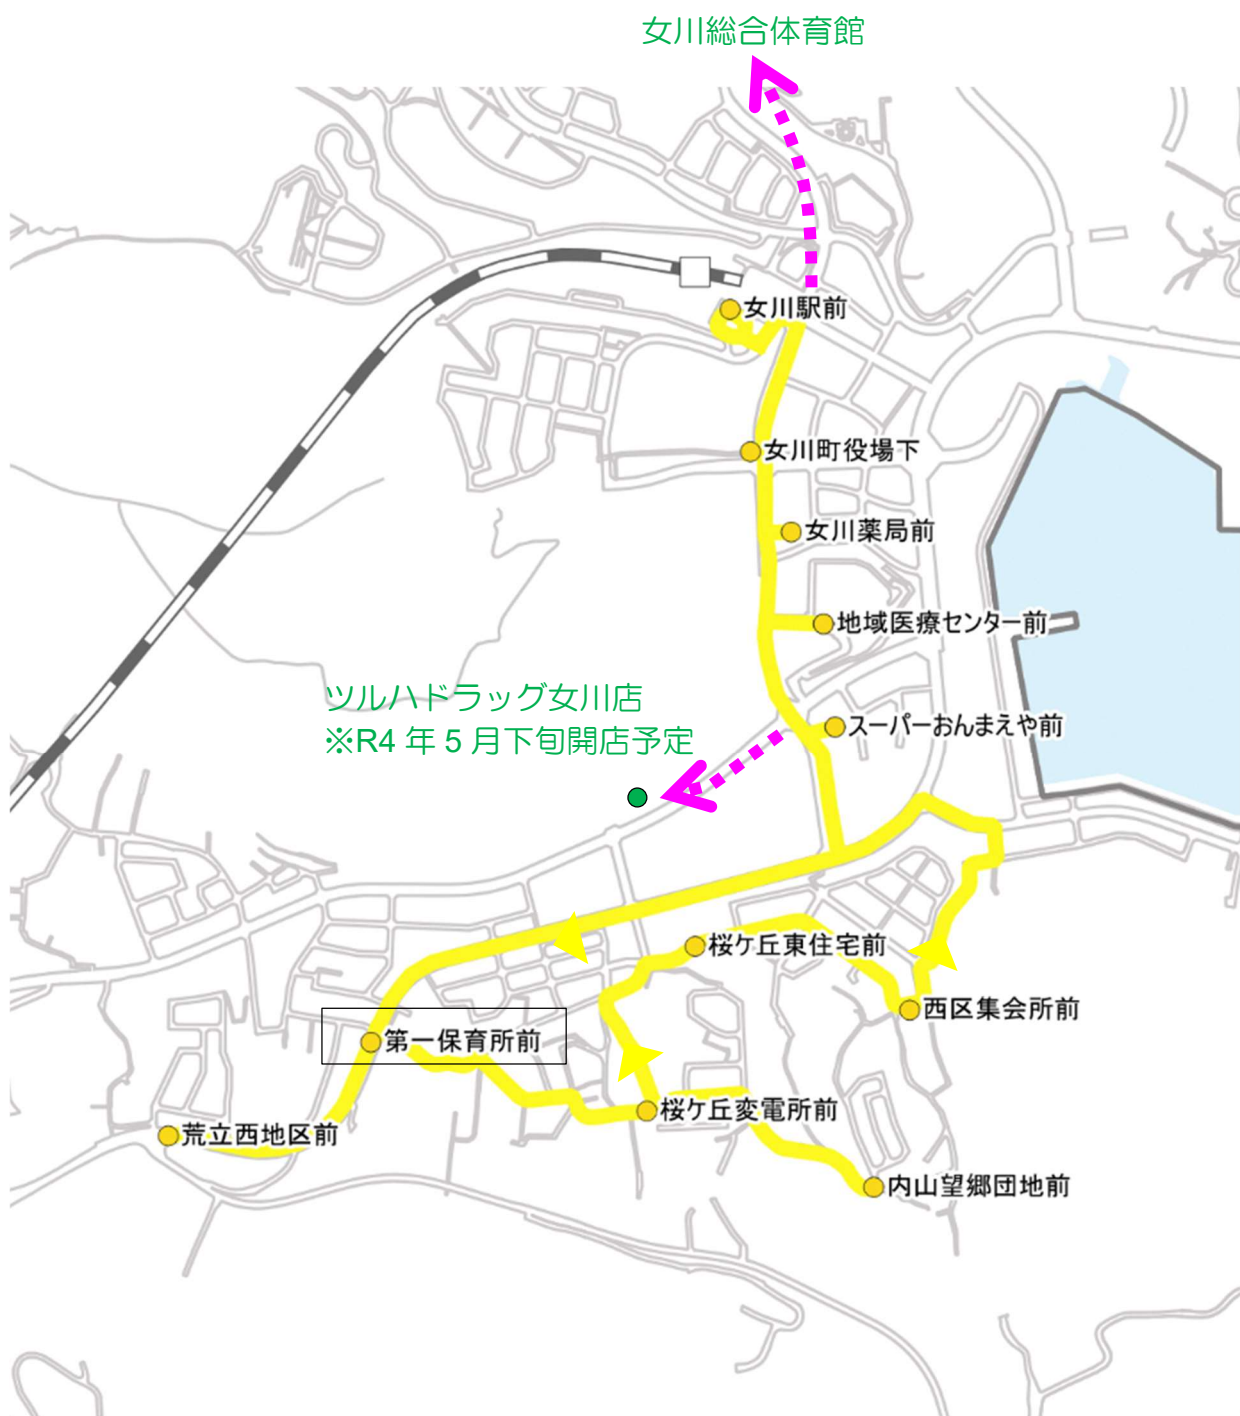 女川総合体育館
女川駅前
女川町役場下
女川薬局前
地域医療センター前
ツルハドラッグ女川店
※R4 年 5 月下旬開店予定
スーパーおんまえや前
桜ケ丘東住宅前
西区集会所前
第一保育所前
桜ケ丘変電所前
荒立西地区前
内山望郷団地前